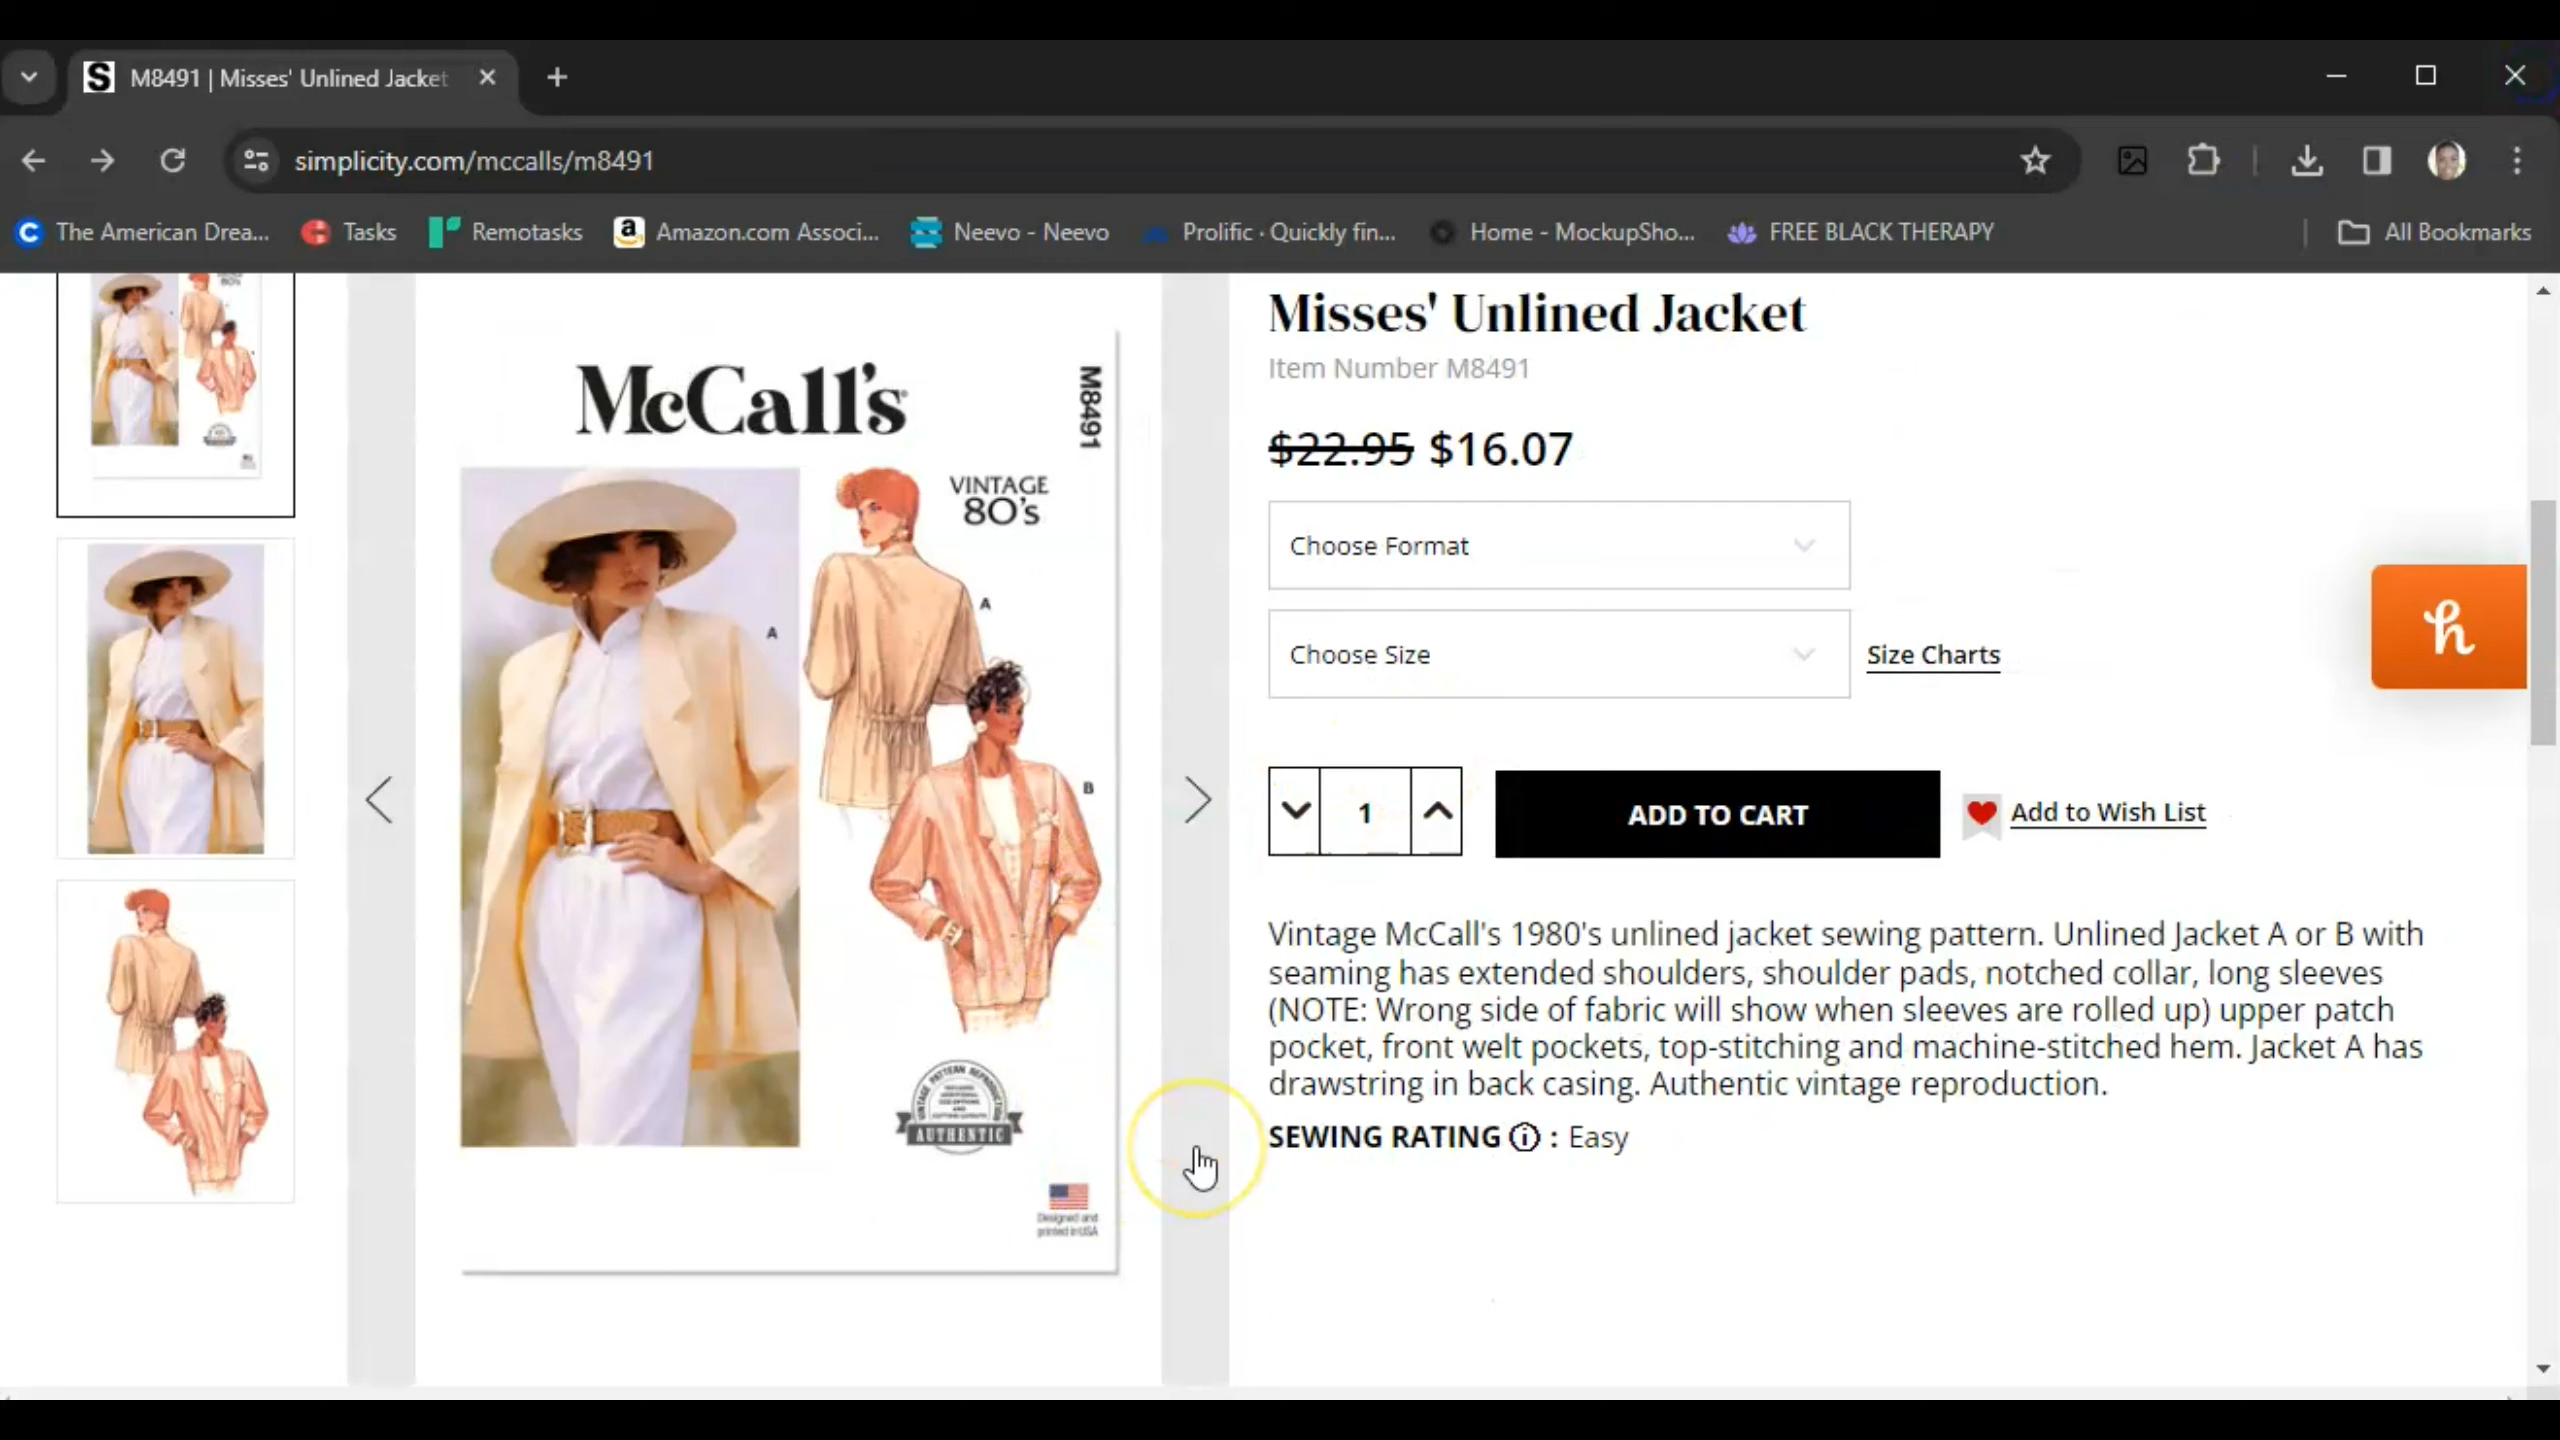 M8491 | Misses' Unlined Jacket
simplicity.com/mccalls/m8491
The American Drea...
Tasks
Remotasks
Amazon.com Associ...
Neevo - Neevo
Prolific · Quickly fin...
Home - MockupSho...
FREE BLACK THERAPY
All Bookmarks
80's
McCall's
M8491
VINTAGE
80's
A
A
B
VINTAGE PATTERN REPRODUCTION
AUTHENTIC
Designed and
printed in USA
Misses' Unlined Jacket
Item Number M8491
$22.95 $16.07
Choose Format
Choose Size
Size Charts
1
ADD TO CART
Add to Wish List
Vintage McCall's 1980's unlined jacket sewing pattern. Unlined Jacket A or B with
seaming has extended shoulders, shoulder pads, notched collar, long sleeves
(NOTE: Wrong side of fabric will show when sleeves are rolled up) upper patch
pocket, front welt pockets, top-stitching and machine-stitched hem. Jacket A has
drawstring in back casing. Authentic vintage reproduction.
SEWING RATING : Easy